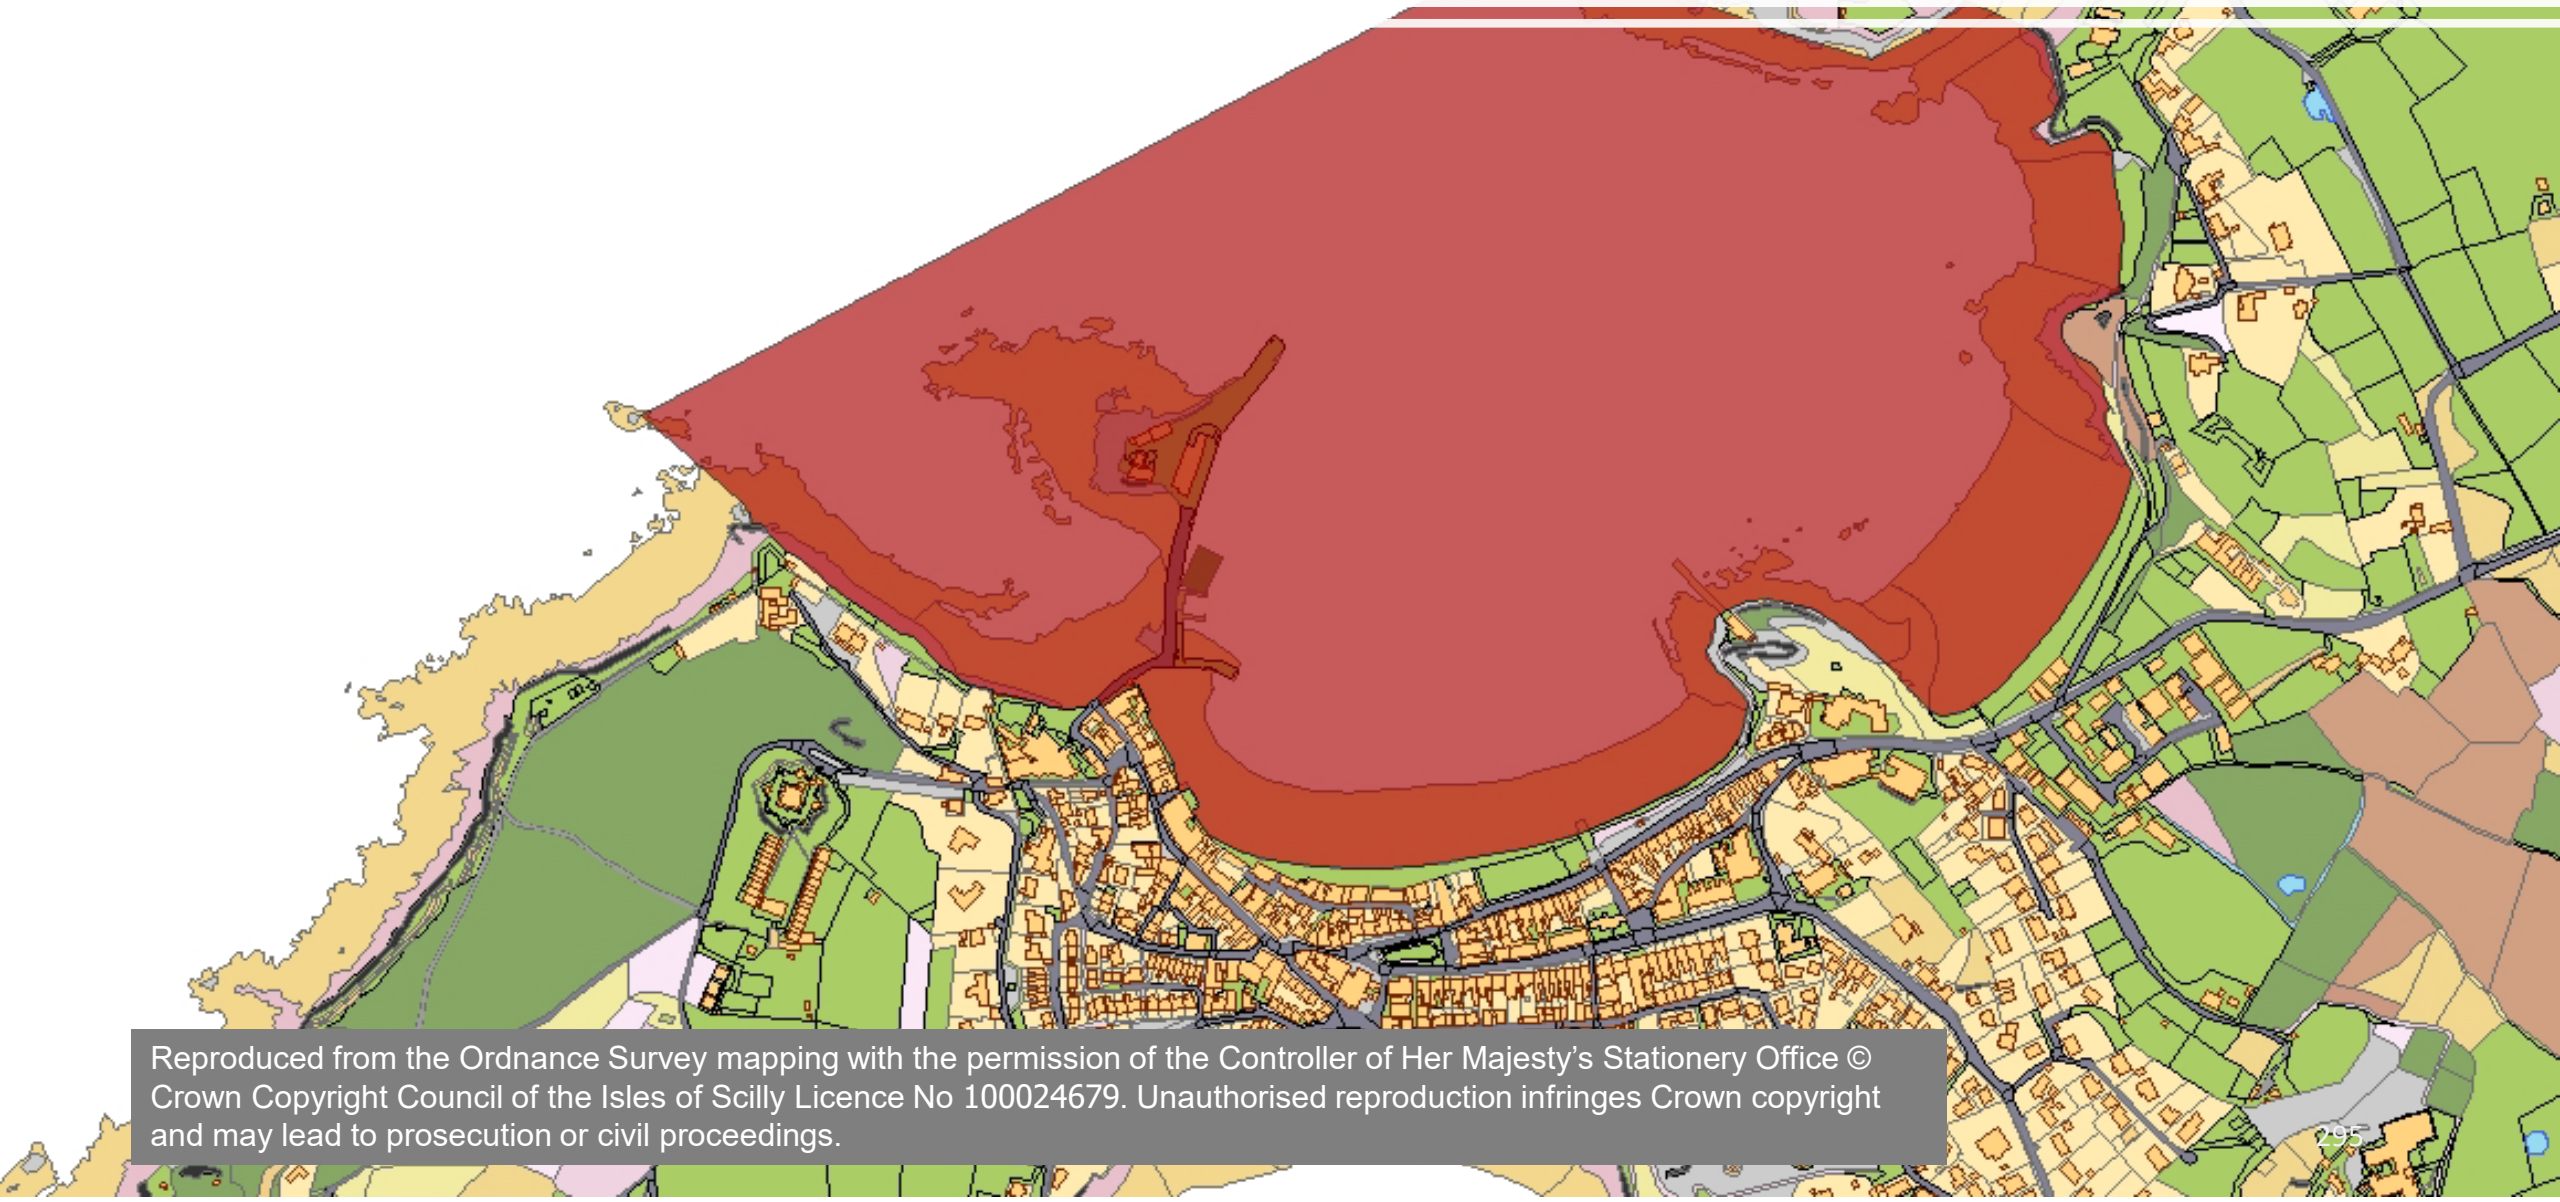 Reproduced from the Ordnance Survey mapping with the permission of the Controller of Her Majesty’s Stationery Office ©
Crown Copyright Council of the Isles of Scilly Licence No 100024679. Unauthorised reproduction infringes Crown copyright
and may lead to prosecution or civil proceedings.
295